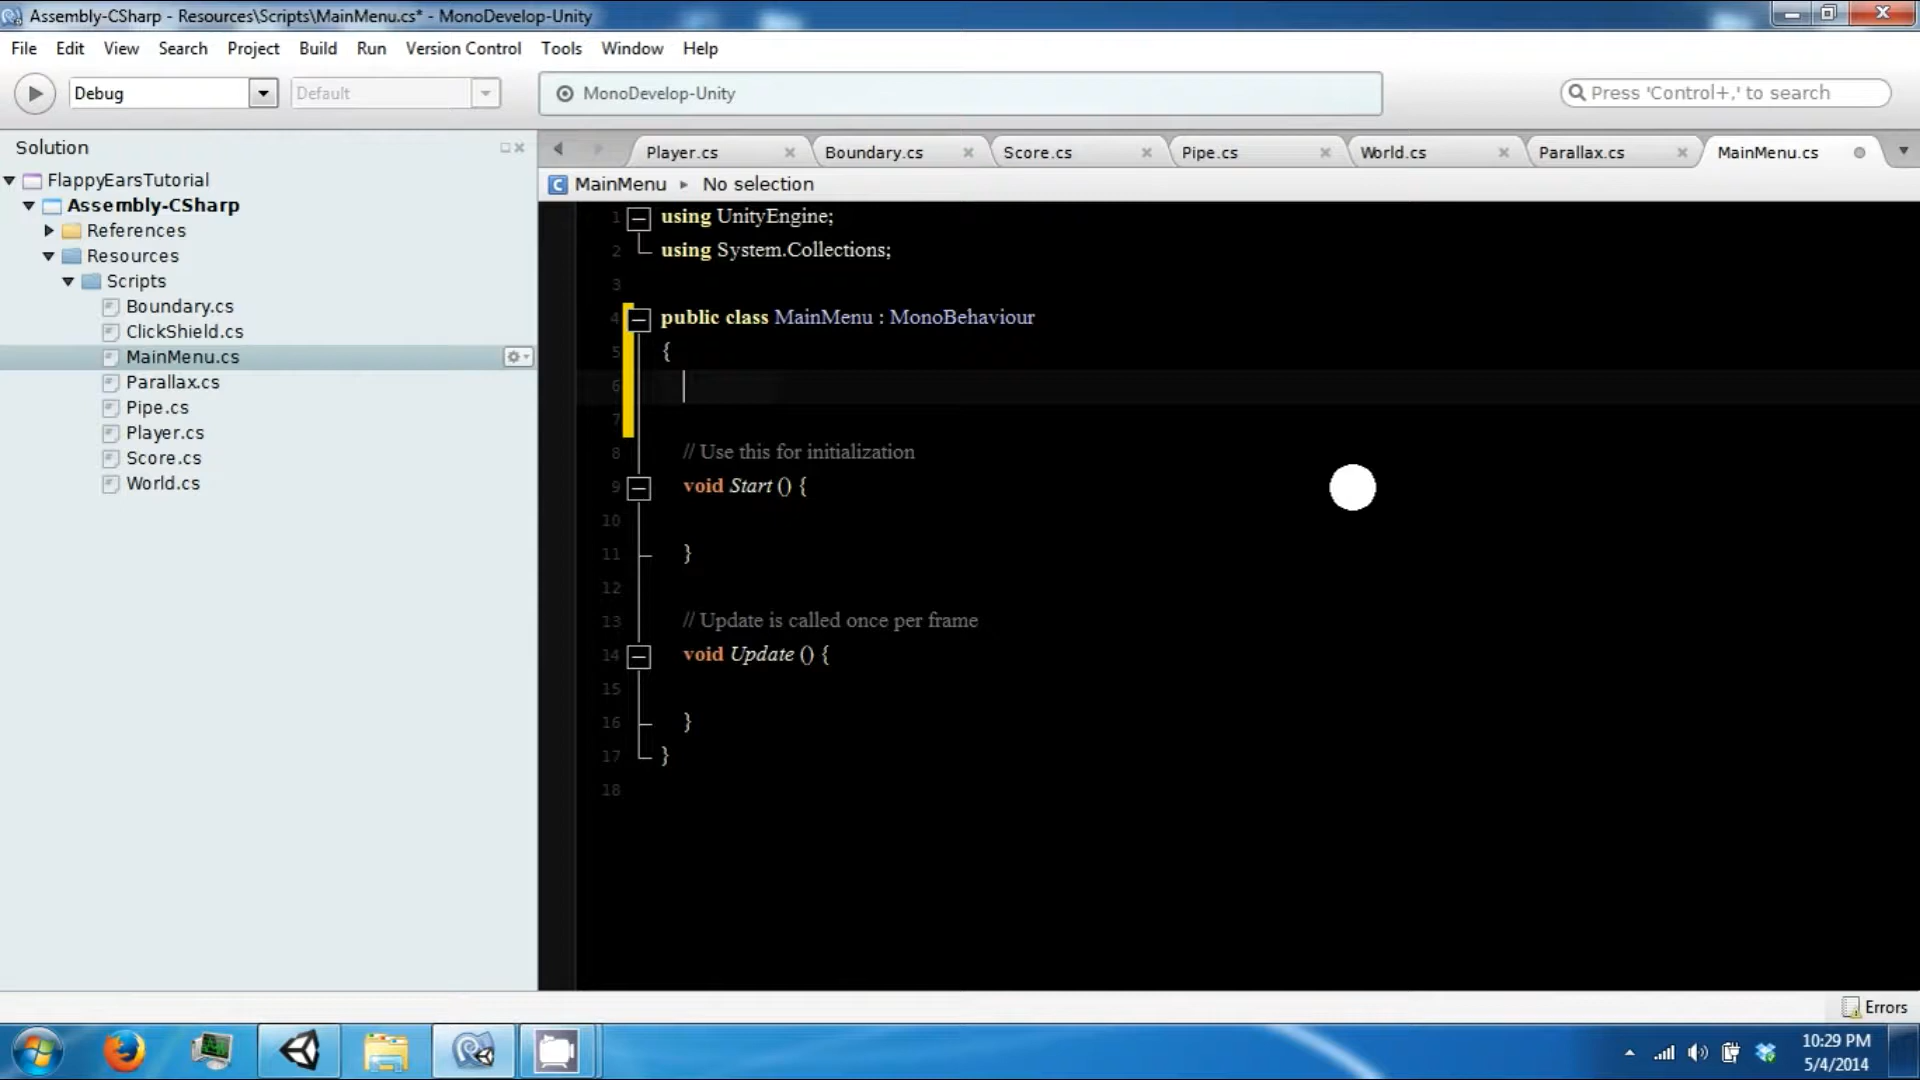 Assembly-CSharp - Resources\Scripts\MainMenu.cs* - MonoDevelop-Unity
File Edit View Search Project Build Run Version Control Tools Window Help
Debug Default MonoDevelop-Unity Press 'Control+,' to search
Solution
FlappyEarsTutorial
Assembly-CSharp
References
Resources
Scripts
Boundary.cs
ClickShield.cs
MainMenu.cs
Parallax.cs
Pipe.cs
Player.cs
Score.cs
World.cs
Player.cs Boundary.cs Score.cs Pipe.cs World.cs Parallax.cs MainMenu.cs
MainMenu No selection
1 using UnityEngine;
2 using System.Collections;
3
4 public class MainMenu : MonoBehaviour
5 {
6
7
8 // Use this for initialization
9 void Start () {
10
11 }
12
13 // Update is called once per frame
14 void Update () {
15
16 }
17 }
18
Errors
10:29 PM
5/4/2014